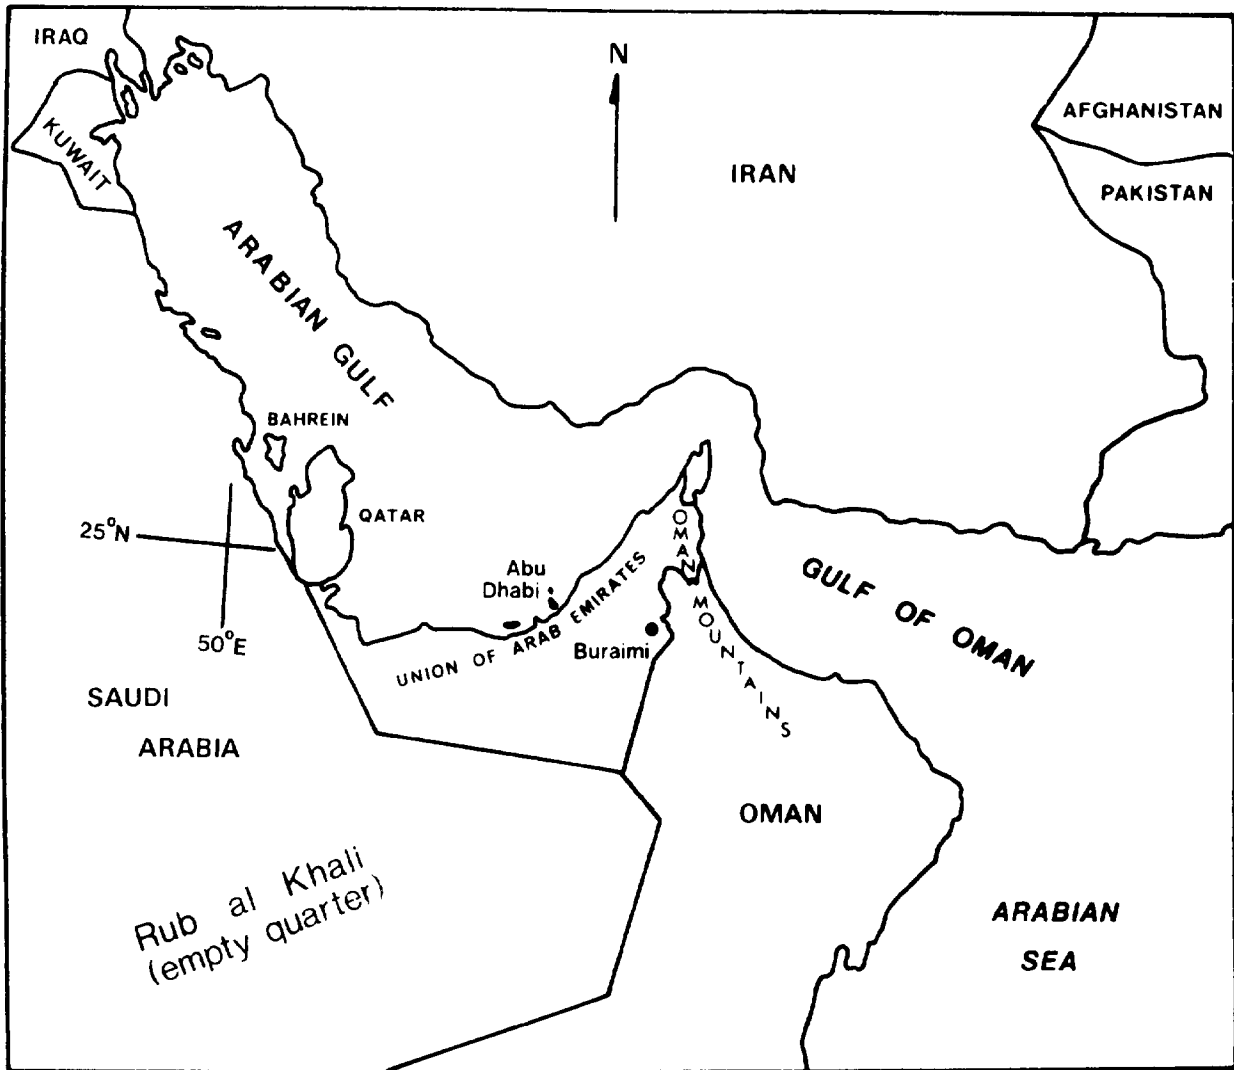 IRAQ
N
AFGHANISTAN
KUWAIT
IRAN
PAKISTAN
ARABIAN GULF
BAHREIN
QATAR
25°N
OMAN MOUNTAINS
Abu
Dhabi
GULF OF OMAN
UNION OF ARAB EMIRATES
50°E
Buraimi
SAUDI
ARABIA
OMAN
Rub al Khali
(empty quarter)
ARABIAN
SEA